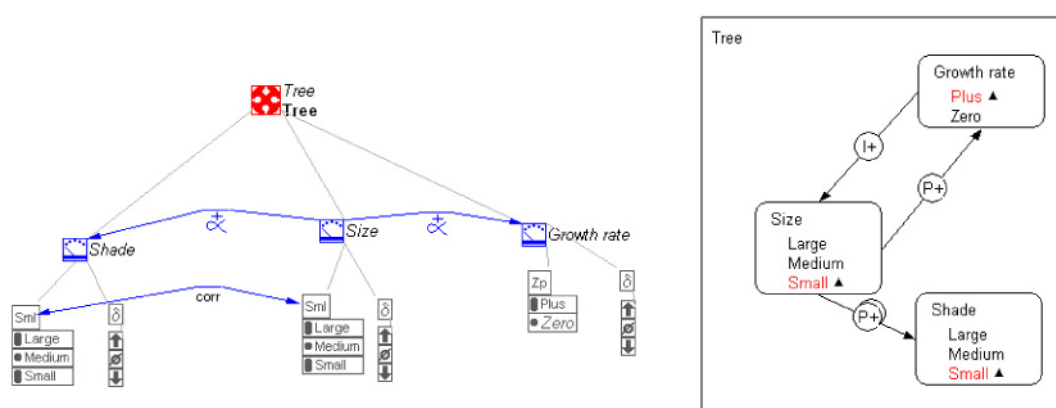 Tree
Tree
Shade
Size
Growth rate
+
α
+
α
corr
Sml
δ
Large
Medium
Small
Sml
δ
Large
Medium
Small
Zp
δ
Plus
Zero
Tree
Growth rate
Plus ▲
Zero
I+
P+
Size
Large
Medium
Small ▲
P+
Shade
Large
Medium
Small ▲